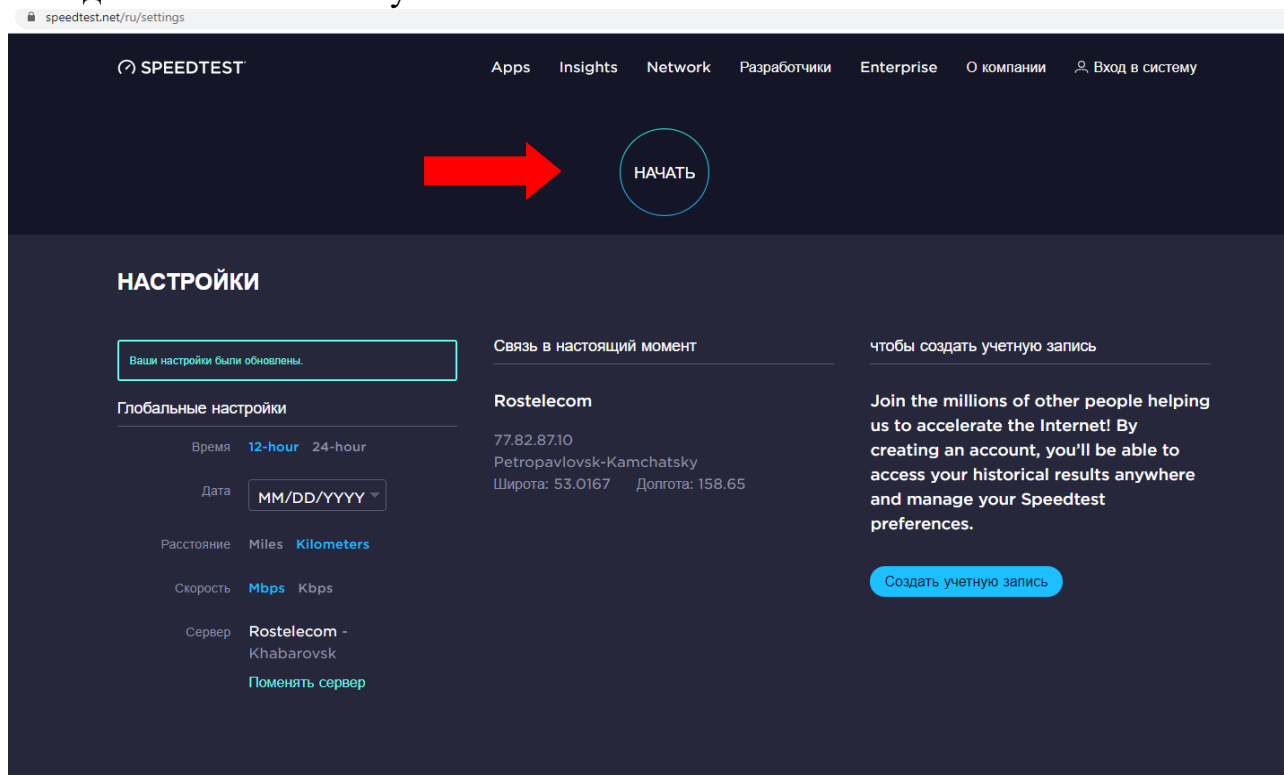 speedtest.net/ru/settings
SPEEDTEST
Apps Insights Network Разработчики Enterprise О компании Вход в систему
НАЧАТЬ
НАСТРОЙКИ
Ваши настройки были обновлены.
Глобальные настройки
Время 12-hour 24-hour
Дата MM/DD/YYYY
Расстояние Miles Kilometers
Скорость Mbps Kbps
Сервер Rostelecom -
Khabarovsk
Поменять сервер
Связь в настоящий момент
Rostelecom
77.82.87.10
Petropavlovsk-Kamchatsky
Широта: 53.0167 Долгота: 158.65
чтобы создать учетную запись
Join the millions of other people helping
us to accelerate the Internet! By
creating an account, you'll be able to
access your historical results anywhere
and manage your Speedtest
preferences.
Создать учетную запись